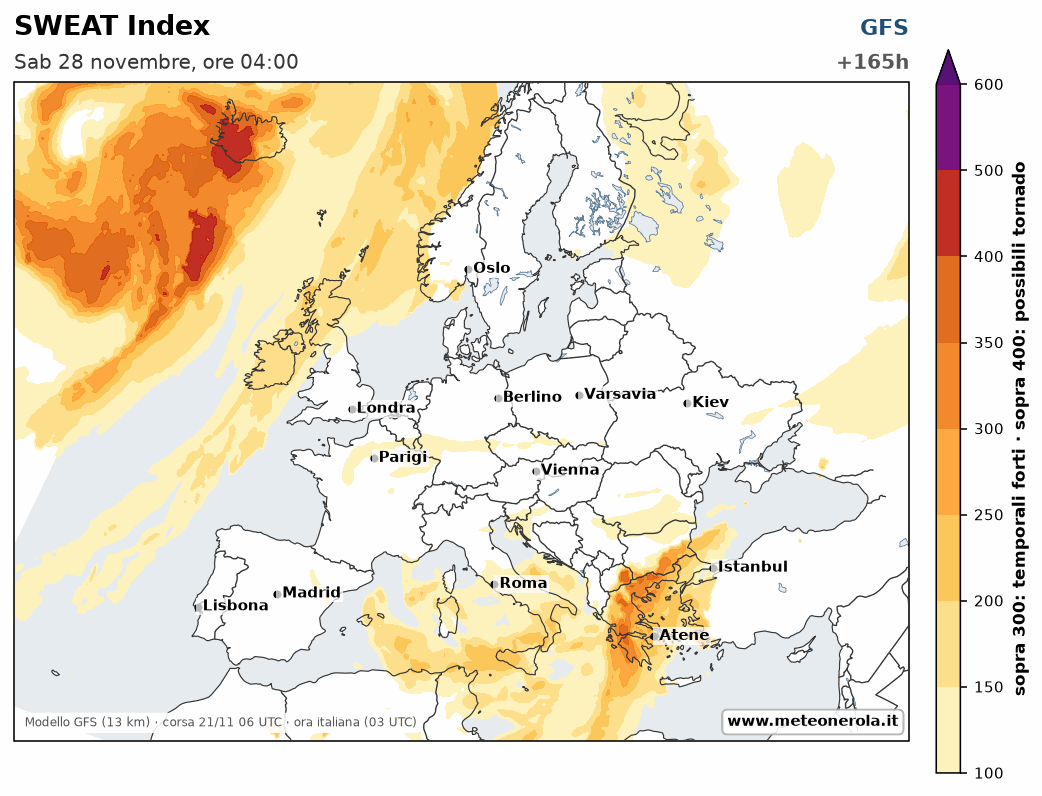 SWEAT Index
GFS
Sab 28 novembre, ore 04:00
+165h
Oslo
Berlino
Varsavia
Kiev
Londra
Parigi
Vienna
Istanbul
Roma
Madrid
Lisbona
Atene
Modello GFS (13 km) · corsa 21/11 06 UTC · ora italiana (03 UTC)
www.meteonerola.it
600
500
400
350
300
250
200
150
100
sopra 300: temporali forti · sopra 400: possibili tornado